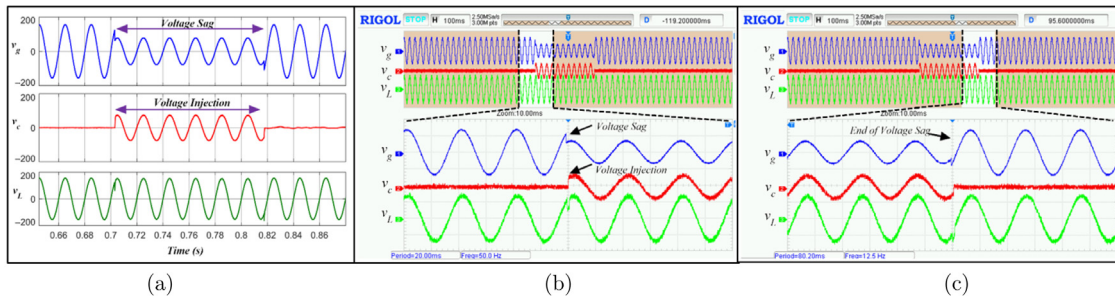 Voltage Sag
200
v_g
0
-200
200
Voltage Injection
v_c
0
-200
200
v_L
0
-200
0.66 0.68 0.7 0.72 0.74 0.76 0.78 0.8 0.82 0.84 0.86
Time (s)
(a)
RIGOL STOP H 100ms 2.50MSa/s 3.00M pts D -119.200000ms
v_g
v_c
v_L
Zoom:10.00ms
Voltage Sag
v_g
Voltage Injection
v_c
v_L
Period=20.00ms Freq=50.0 Hz
(b)
RIGOL STOP H 100ms 2.50MSa/s 3.00M pts D 95.6000000ms
v_g
v_c
v_L
Zoom:10.00ms
End of Voltage Sag
v_g
v_c
v_L
Period=80.20ms Freq=12.5 Hz
(c)